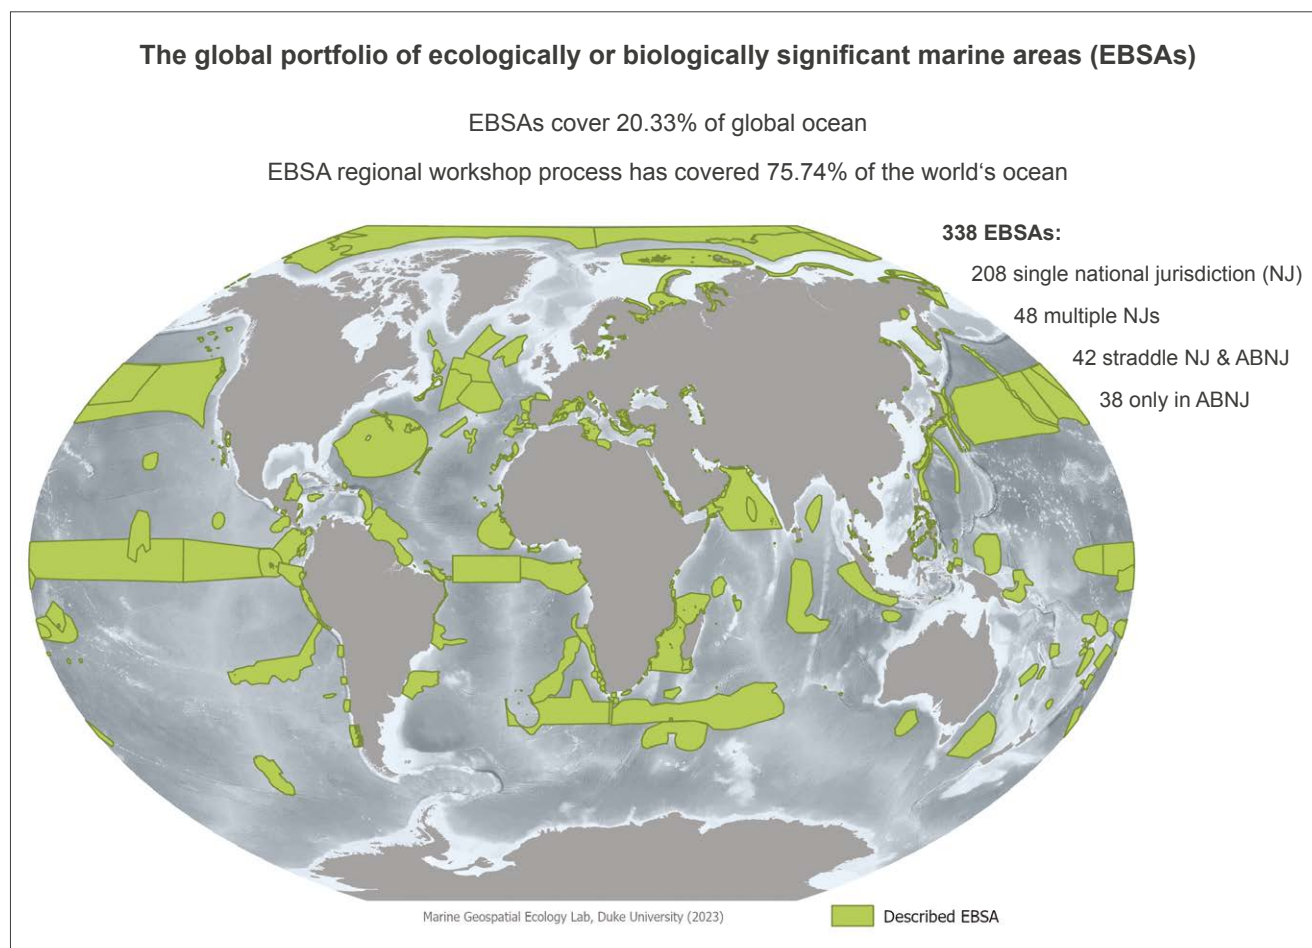 The global portfolio of ecologically or biologically significant marine areas (EBSAs)
EBSAs cover 20.33% of global ocean
EBSA regional workshop process has covered 75.74% of the world‘s ocean
338 EBSAs:
208 single national jurisdiction (NJ)
48 multiple NJs
42 straddle NJ & ABNJ
38 only in ABNJ
Marine Geospatial Ecology Lab, Duke University (2023)
Described EBSA